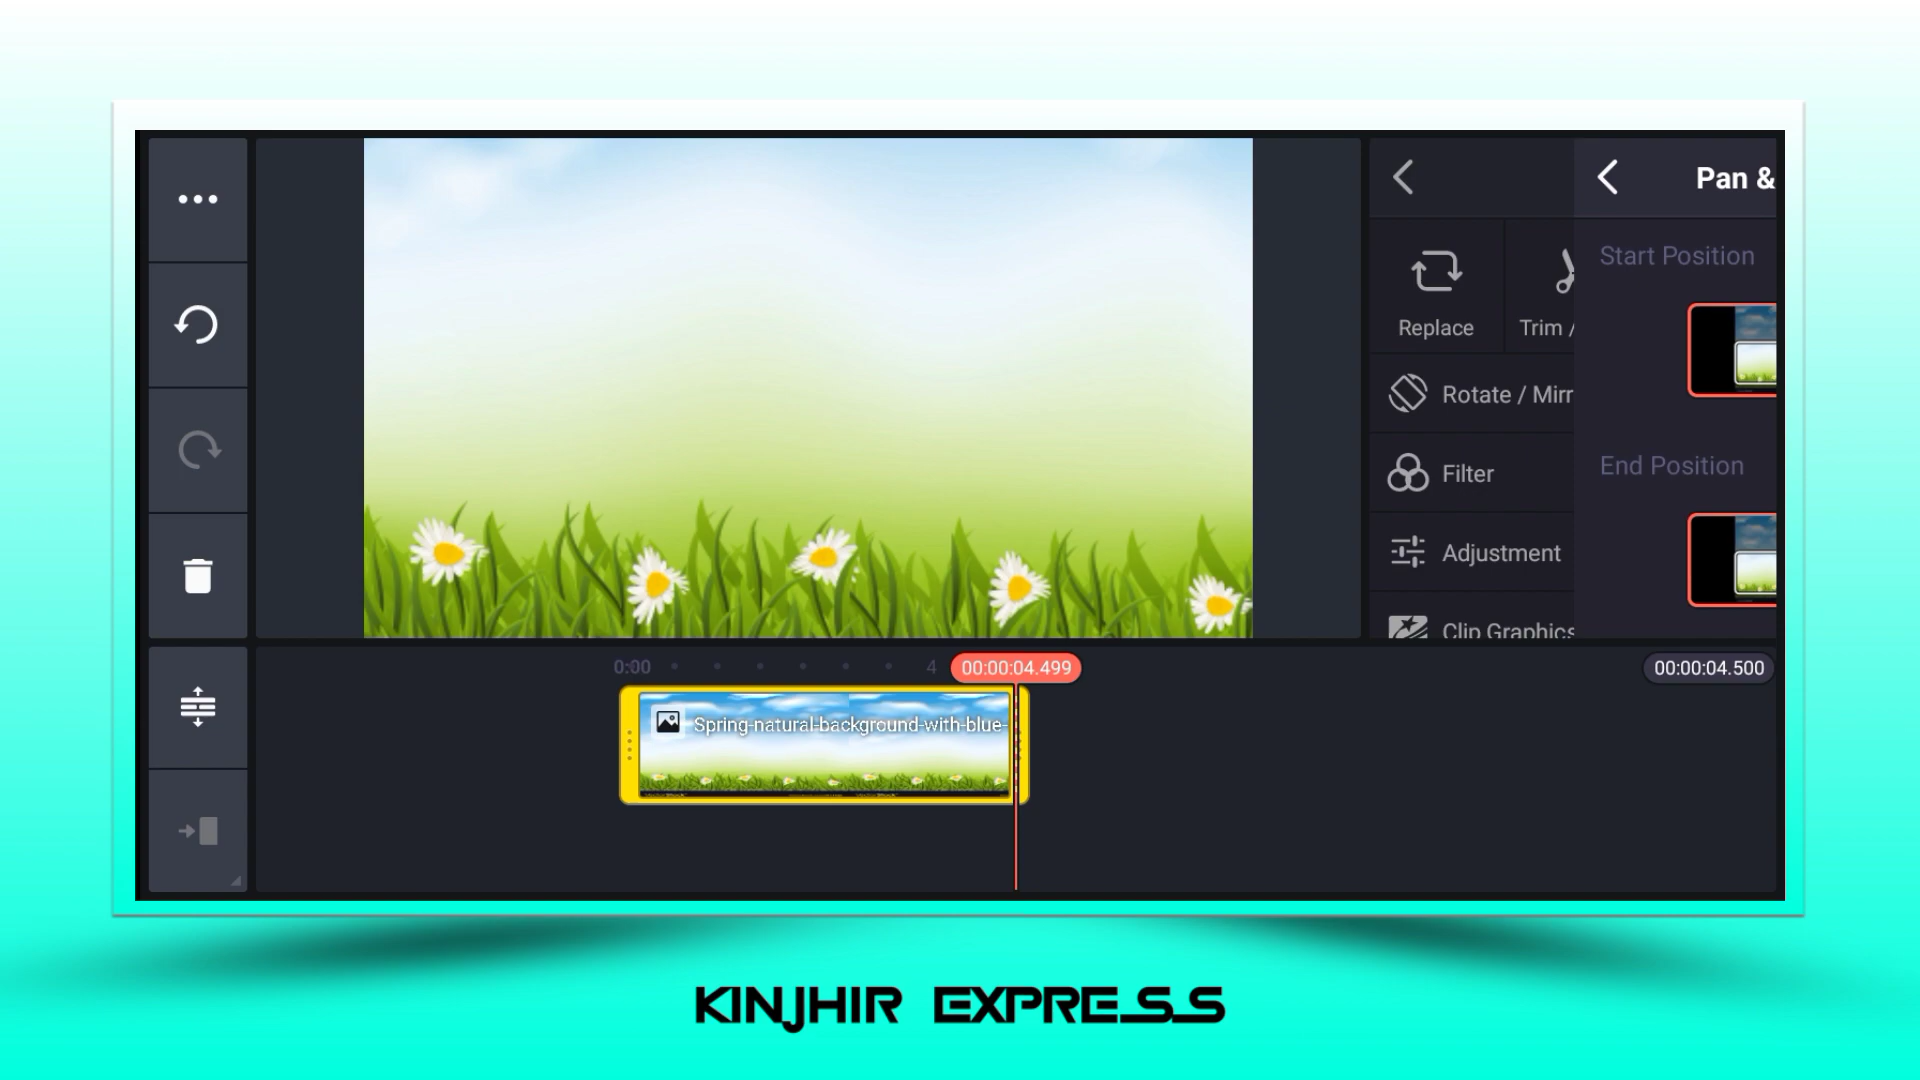 Pan &
Start Position
Replace
Trim /
Rotate / Mirr
Filter
End Position
Adjustment
Clip Graphics
0:00
4
00:00:04.499
00:00:04.500
Spring-natural-background-with-blue-
KINJHIR EXPRESS